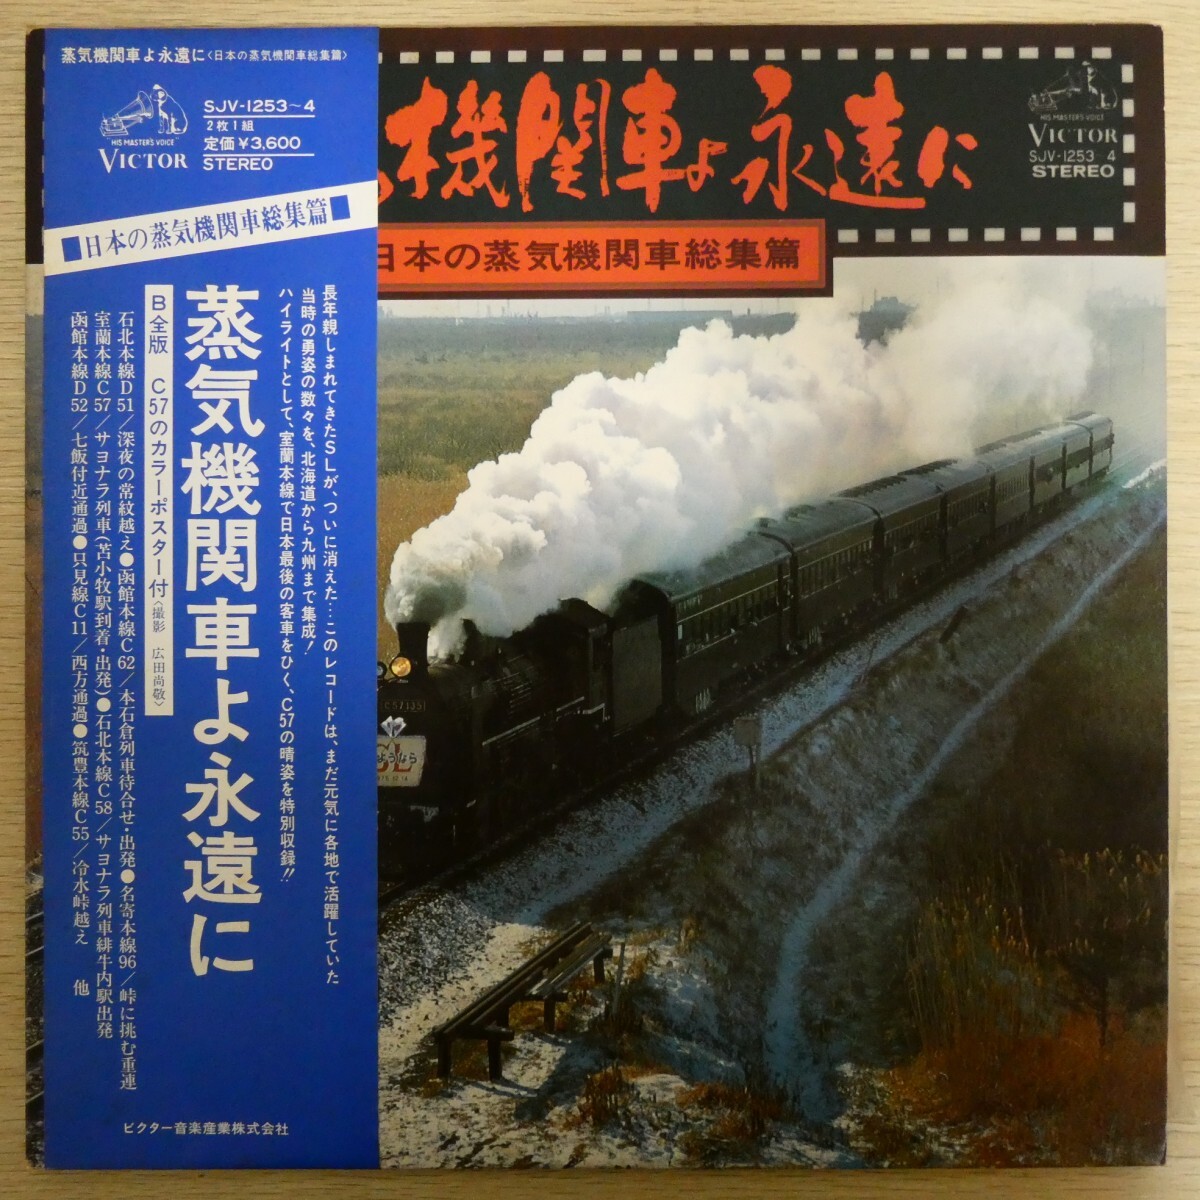 蒸気機関車よ永遠に〈日本の蒸気機関車総集篇〉
HIS MASTER'S VOICE
VICTOR
SJV-1253~4
2枚1組
定価¥3,600
STEREO
■日本の蒸気機関車総集篇■
長年親しまれてきたSLが、ついに消えた…このレコードは、まだ元気に各地で活躍していた
当時の勇姿の数々を、北海道から九州まで集成!
ハイライトとして、室蘭本線で日本最後の客車をひく、C57の晴姿を特別収録!!
蒸気機関車よ永遠に
B全版 C57のカラーポスター付〈撮影 広田尚敬〉
石北本線D51/深夜の常紋越え●函館本線C62/本石倉列車待合せ・出発●名寄本線96/峠に挑む重連
室蘭本線C57/サヨナラ列車(苫小牧駅到着・出発)●石北本線C58/サヨナラ列車緋牛内駅出発
函館本線D52/七飯付近通過●只見線C11/西方通過●筑豊本線C55/冷水峠越え 他
ビクター音楽産業株式会社
機関車よ永遠に
HIS MASTER'S VOICE
VICTOR
SJV-1253 4
STEREO
日本の蒸気機関車総集篇
C57135
ようなら